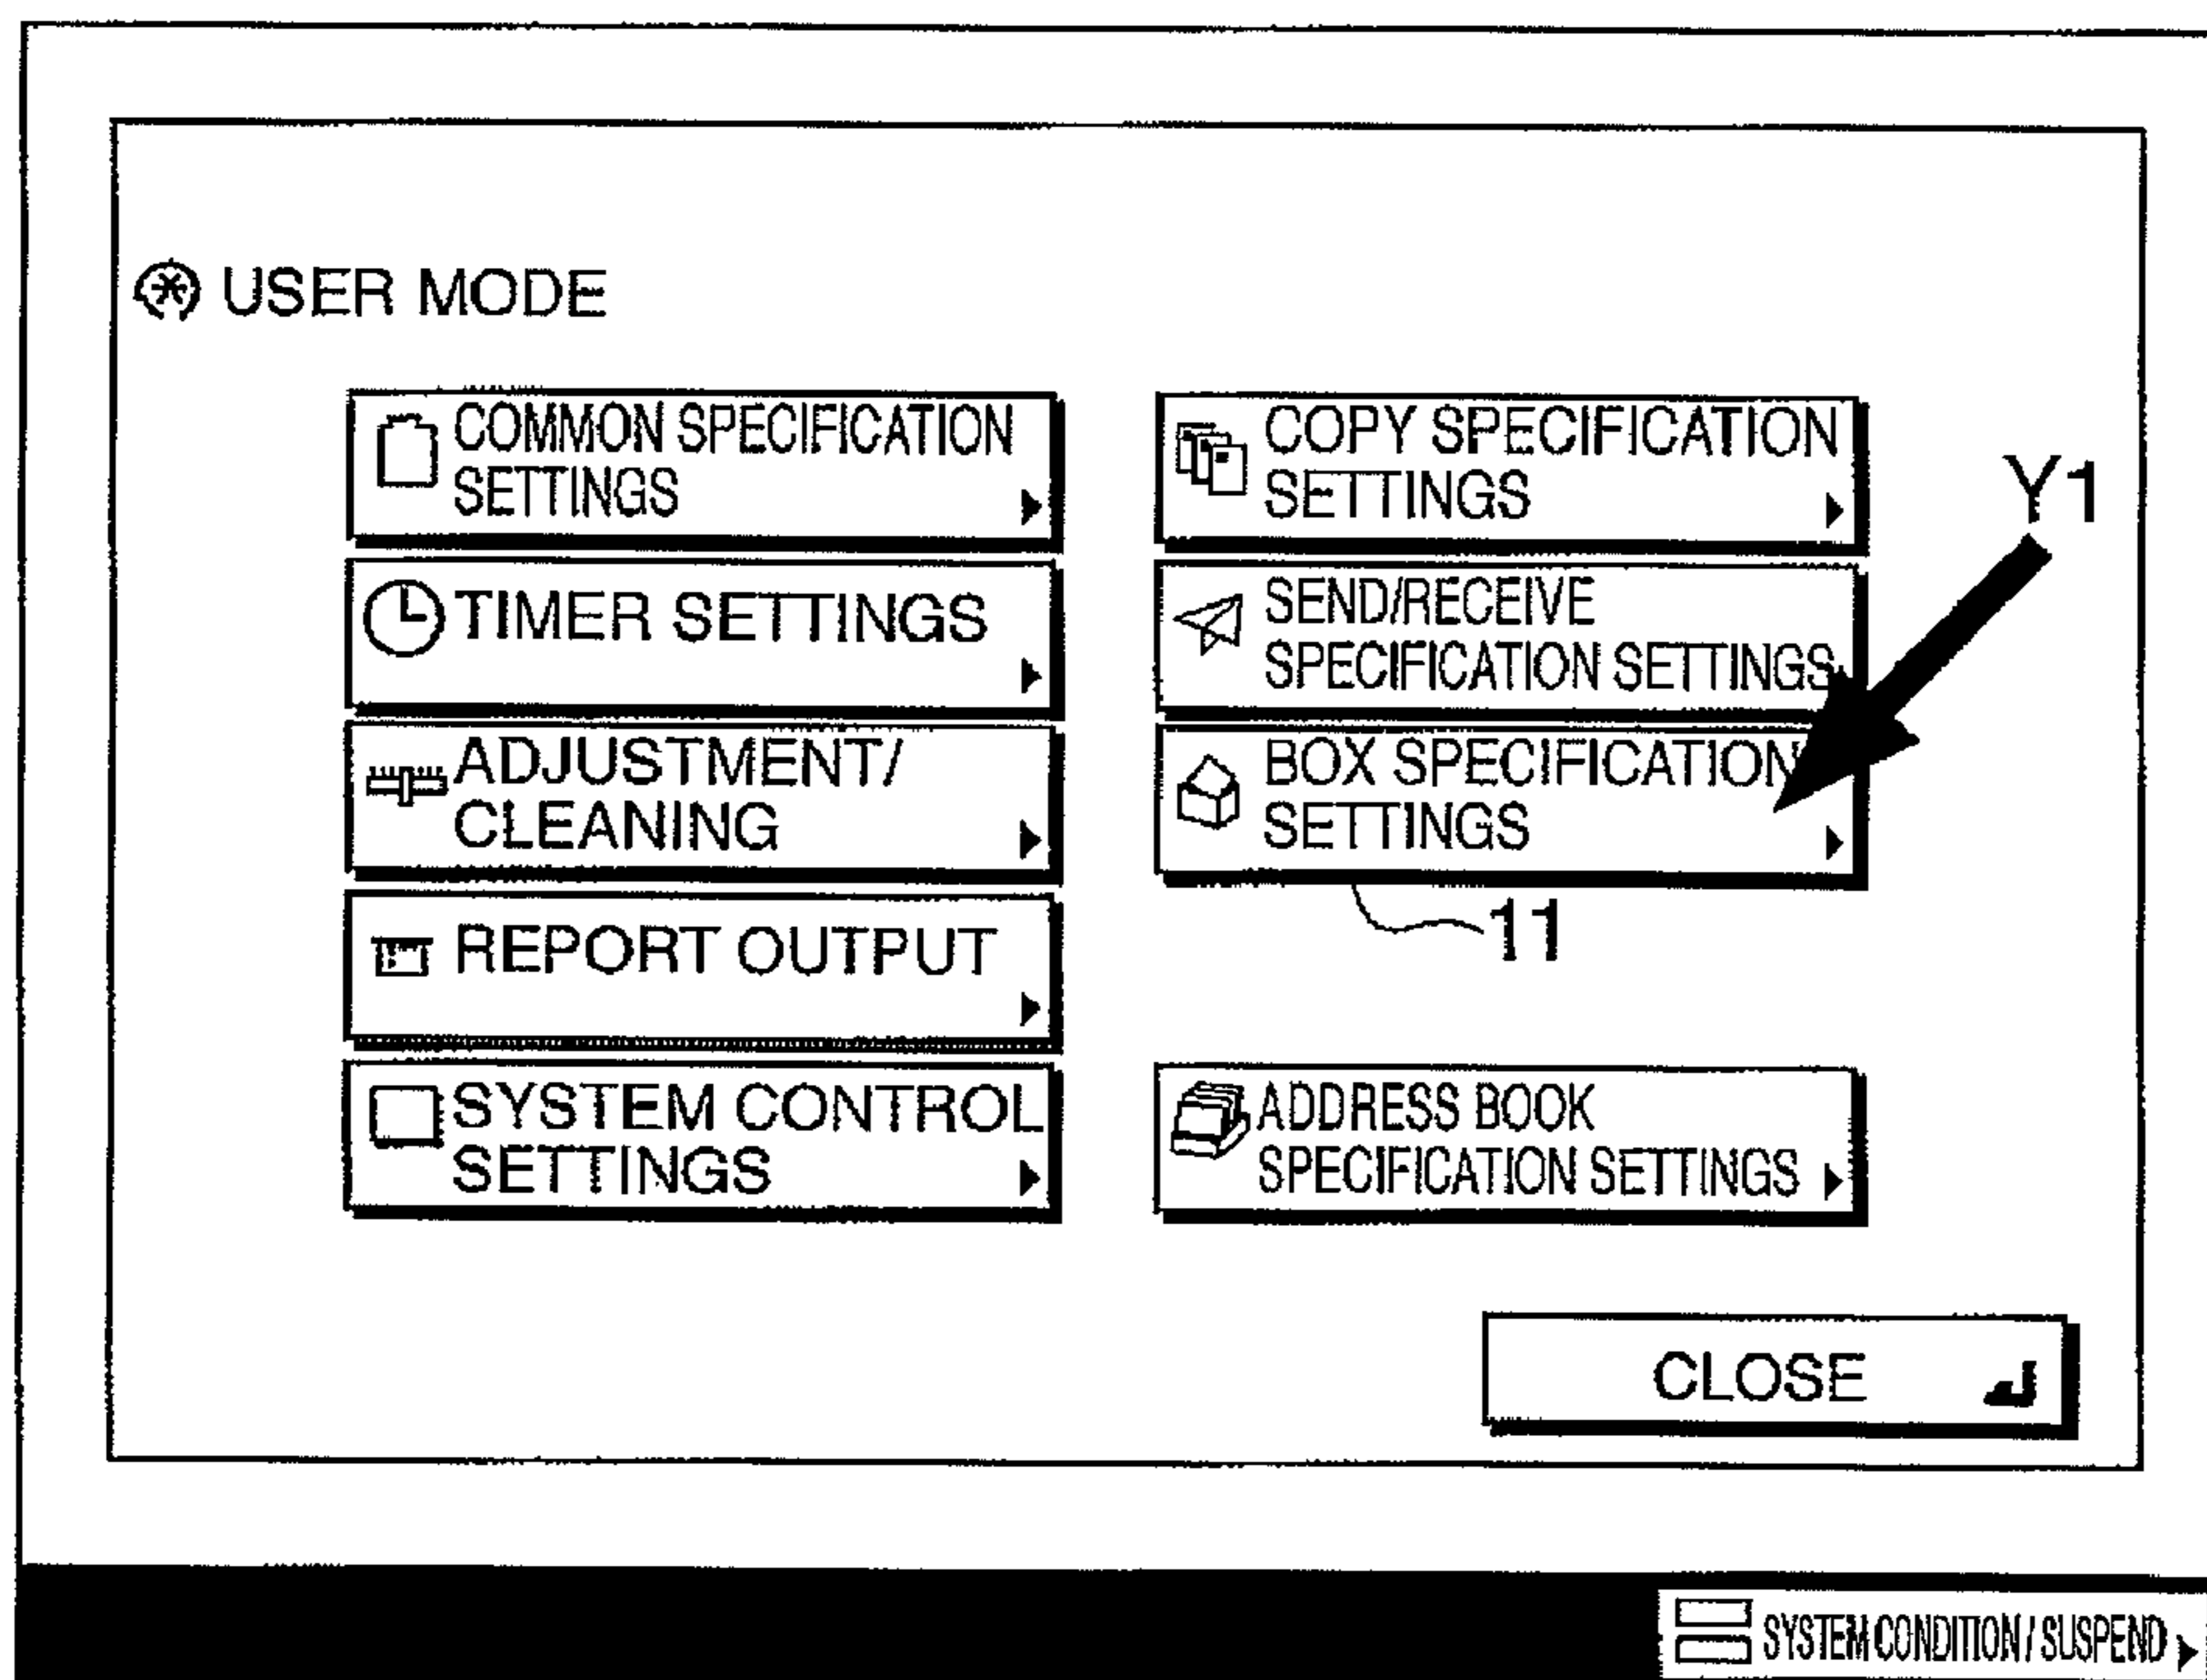 USER MODE
COMMON SPECIFICATION
SETTINGS
TIMER SETTINGS
ADJUSTMENT/
CLEANING
REPORT OUTPUT
SYSTEM CONTROL
SETTINGS
COPY SPECIFICATION
SETTINGS
Y1
SEND/RECEIVE
SPECIFICATION SETTINGS
BOX SPECIFICATION
SETTINGS
11
ADDRESS BOOK
SPECIFICATION SETTINGS
CLOSE
SYSTEM CONDITION / SUSPEND